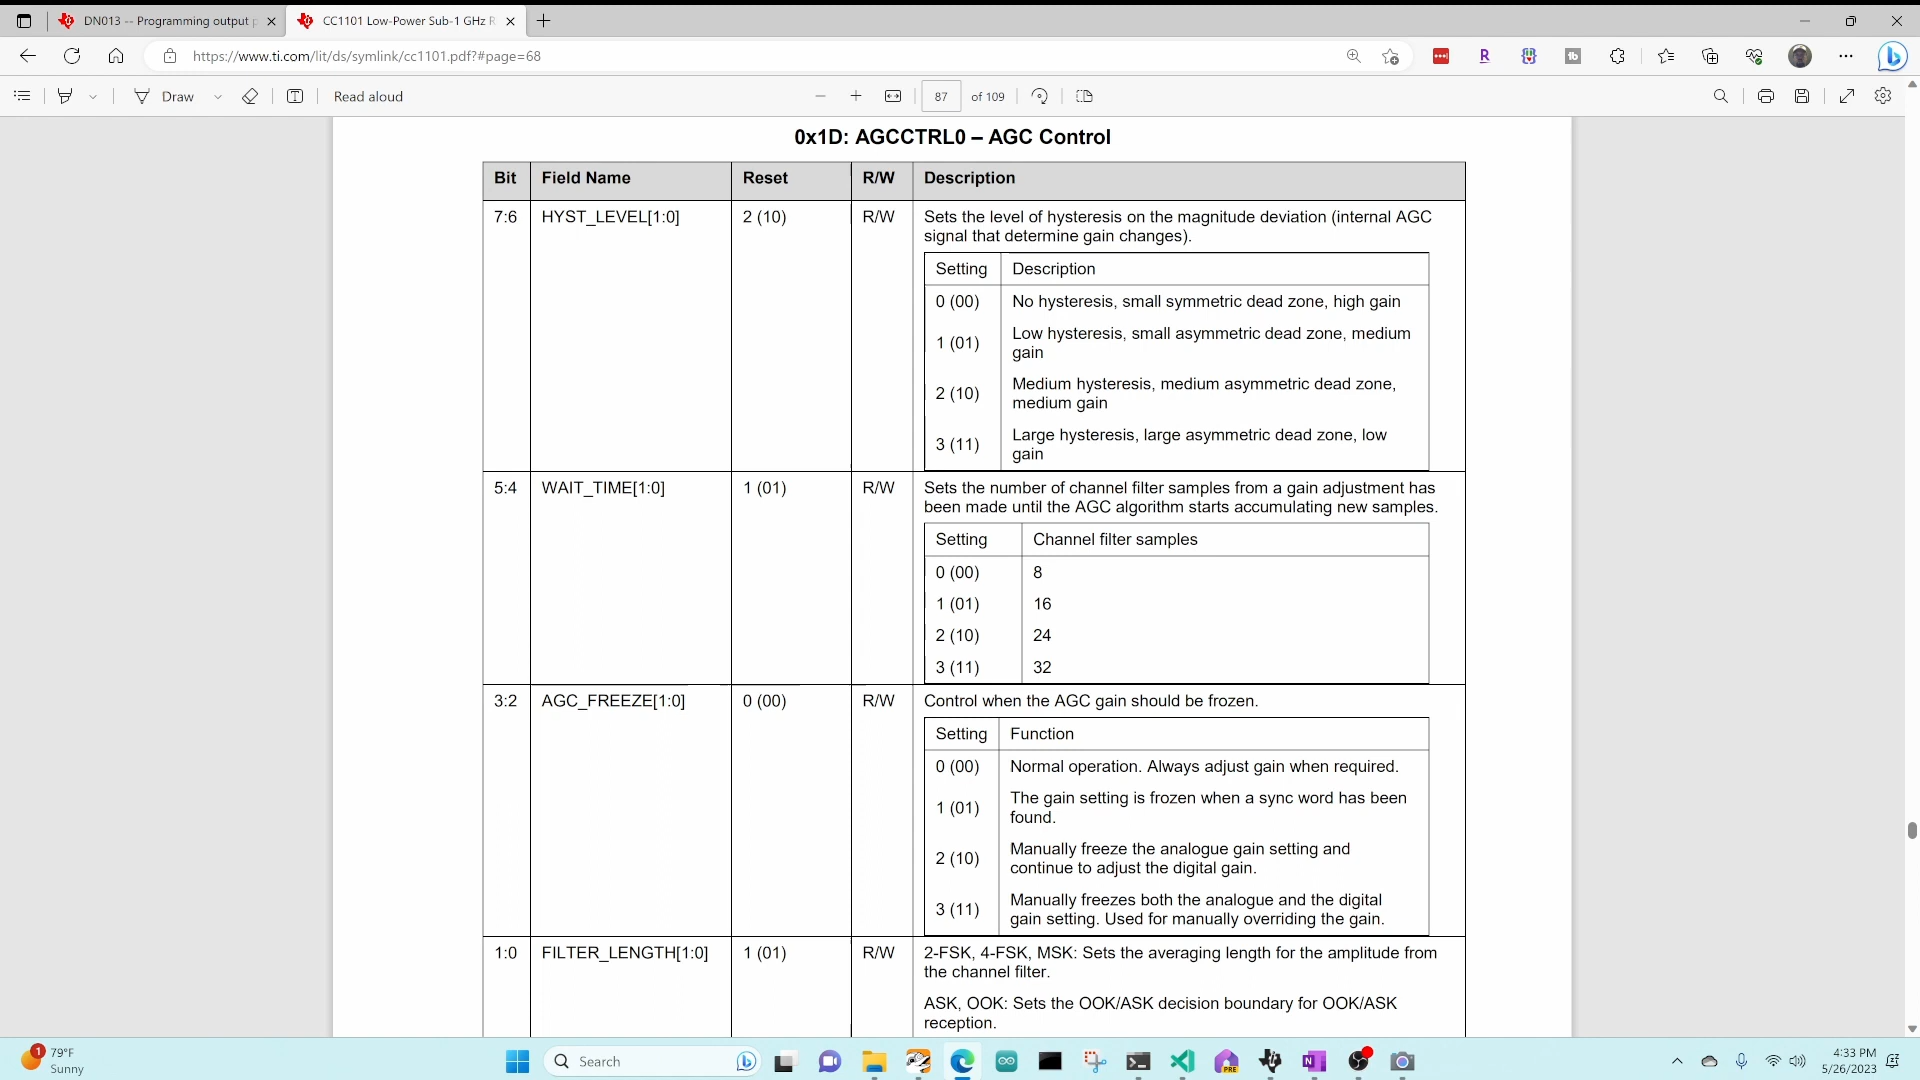 DN013 -- Programming output p
CC1101 Low-Power Sub-1 GHz R
https://www.ti.com/lit/ds/symlink/cc1101.pdf?#page=68
Draw
Read aloud
87 of 109
0x1D: AGCCTRL0 – AGC Control
Bit Field Name Reset R/W Description
7:6 HYST_LEVEL[1:0] 2 (10) R/W Sets the level of hysteresis on the magnitude deviation (internal AGC
signal that determine gain changes).
Setting Description
0 (00) No hysteresis, small symmetric dead zone, high gain
1 (01) Low hysteresis, small asymmetric dead zone, medium
gain
2 (10) Medium hysteresis, medium asymmetric dead zone,
medium gain
3 (11) Large hysteresis, large asymmetric dead zone, low
gain
5:4 WAIT_TIME[1:0] 1 (01) R/W Sets the number of channel filter samples from a gain adjustment has
been made until the AGC algorithm starts accumulating new samples.
Setting Channel filter samples
0 (00) 8
1 (01) 16
2 (10) 24
3 (11) 32
3:2 AGC_FREEZE[1:0] 0 (00) R/W Control when the AGC gain should be frozen.
Setting Function
0 (00) Normal operation. Always adjust gain when required.
1 (01) The gain setting is frozen when a sync word has been
found.
2 (10) Manually freeze the analogue gain setting and
continue to adjust the digital gain.
3 (11) Manually freezes both the analogue and the digital
gain setting. Used for manually overriding the gain.
1:0 FILTER_LENGTH[1:0] 1 (01) R/W 2-FSK, 4-FSK, MSK: Sets the averaging length for the amplitude from
the channel filter.
ASK, OOK: Sets the OOK/ASK decision boundary for OOK/ASK
reception.
1
79°F
Sunny
Search
PRE
4:33 PM
5/26/2023